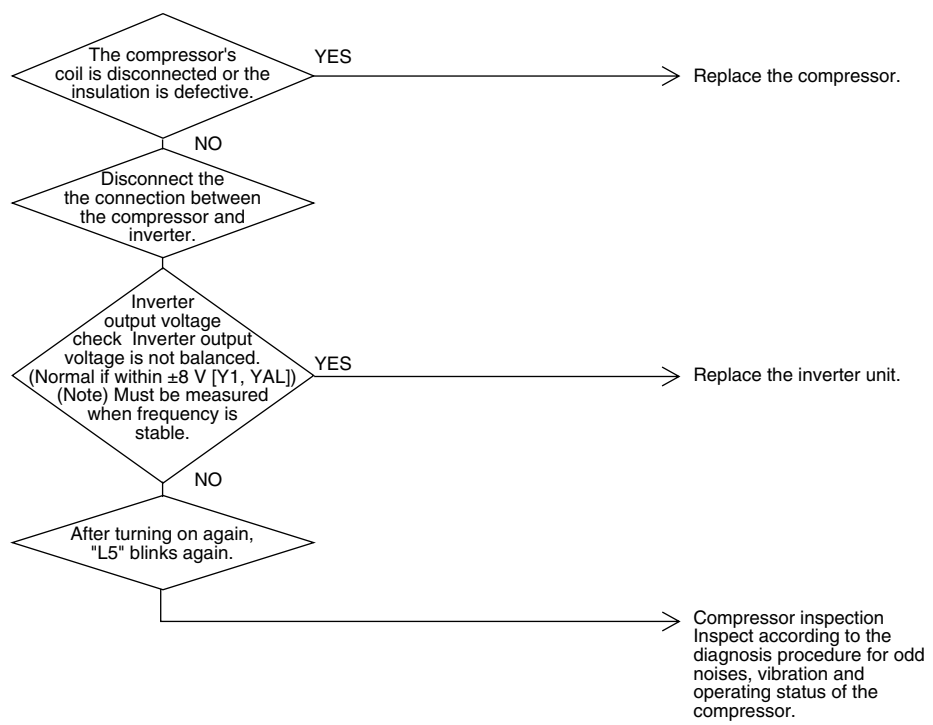 The compressor's
coil is disconnected or the
insulation is defective.
YES
Replace the compressor.
NO
Disconnect the
the connection between
the compressor and
inverter.
Inverter
output voltage
check Inverter output
voltage is not balanced.
(Normal if within ±8 V [Y1, YAL])
(Note) Must be measured
when frequency is
stable.
YES
Replace the inverter unit.
NO
After turning on again,
"L5" blinks again.
Compressor inspection
Inspect according to the
diagnosis procedure for odd
noises, vibration and
operating status of the
compressor.